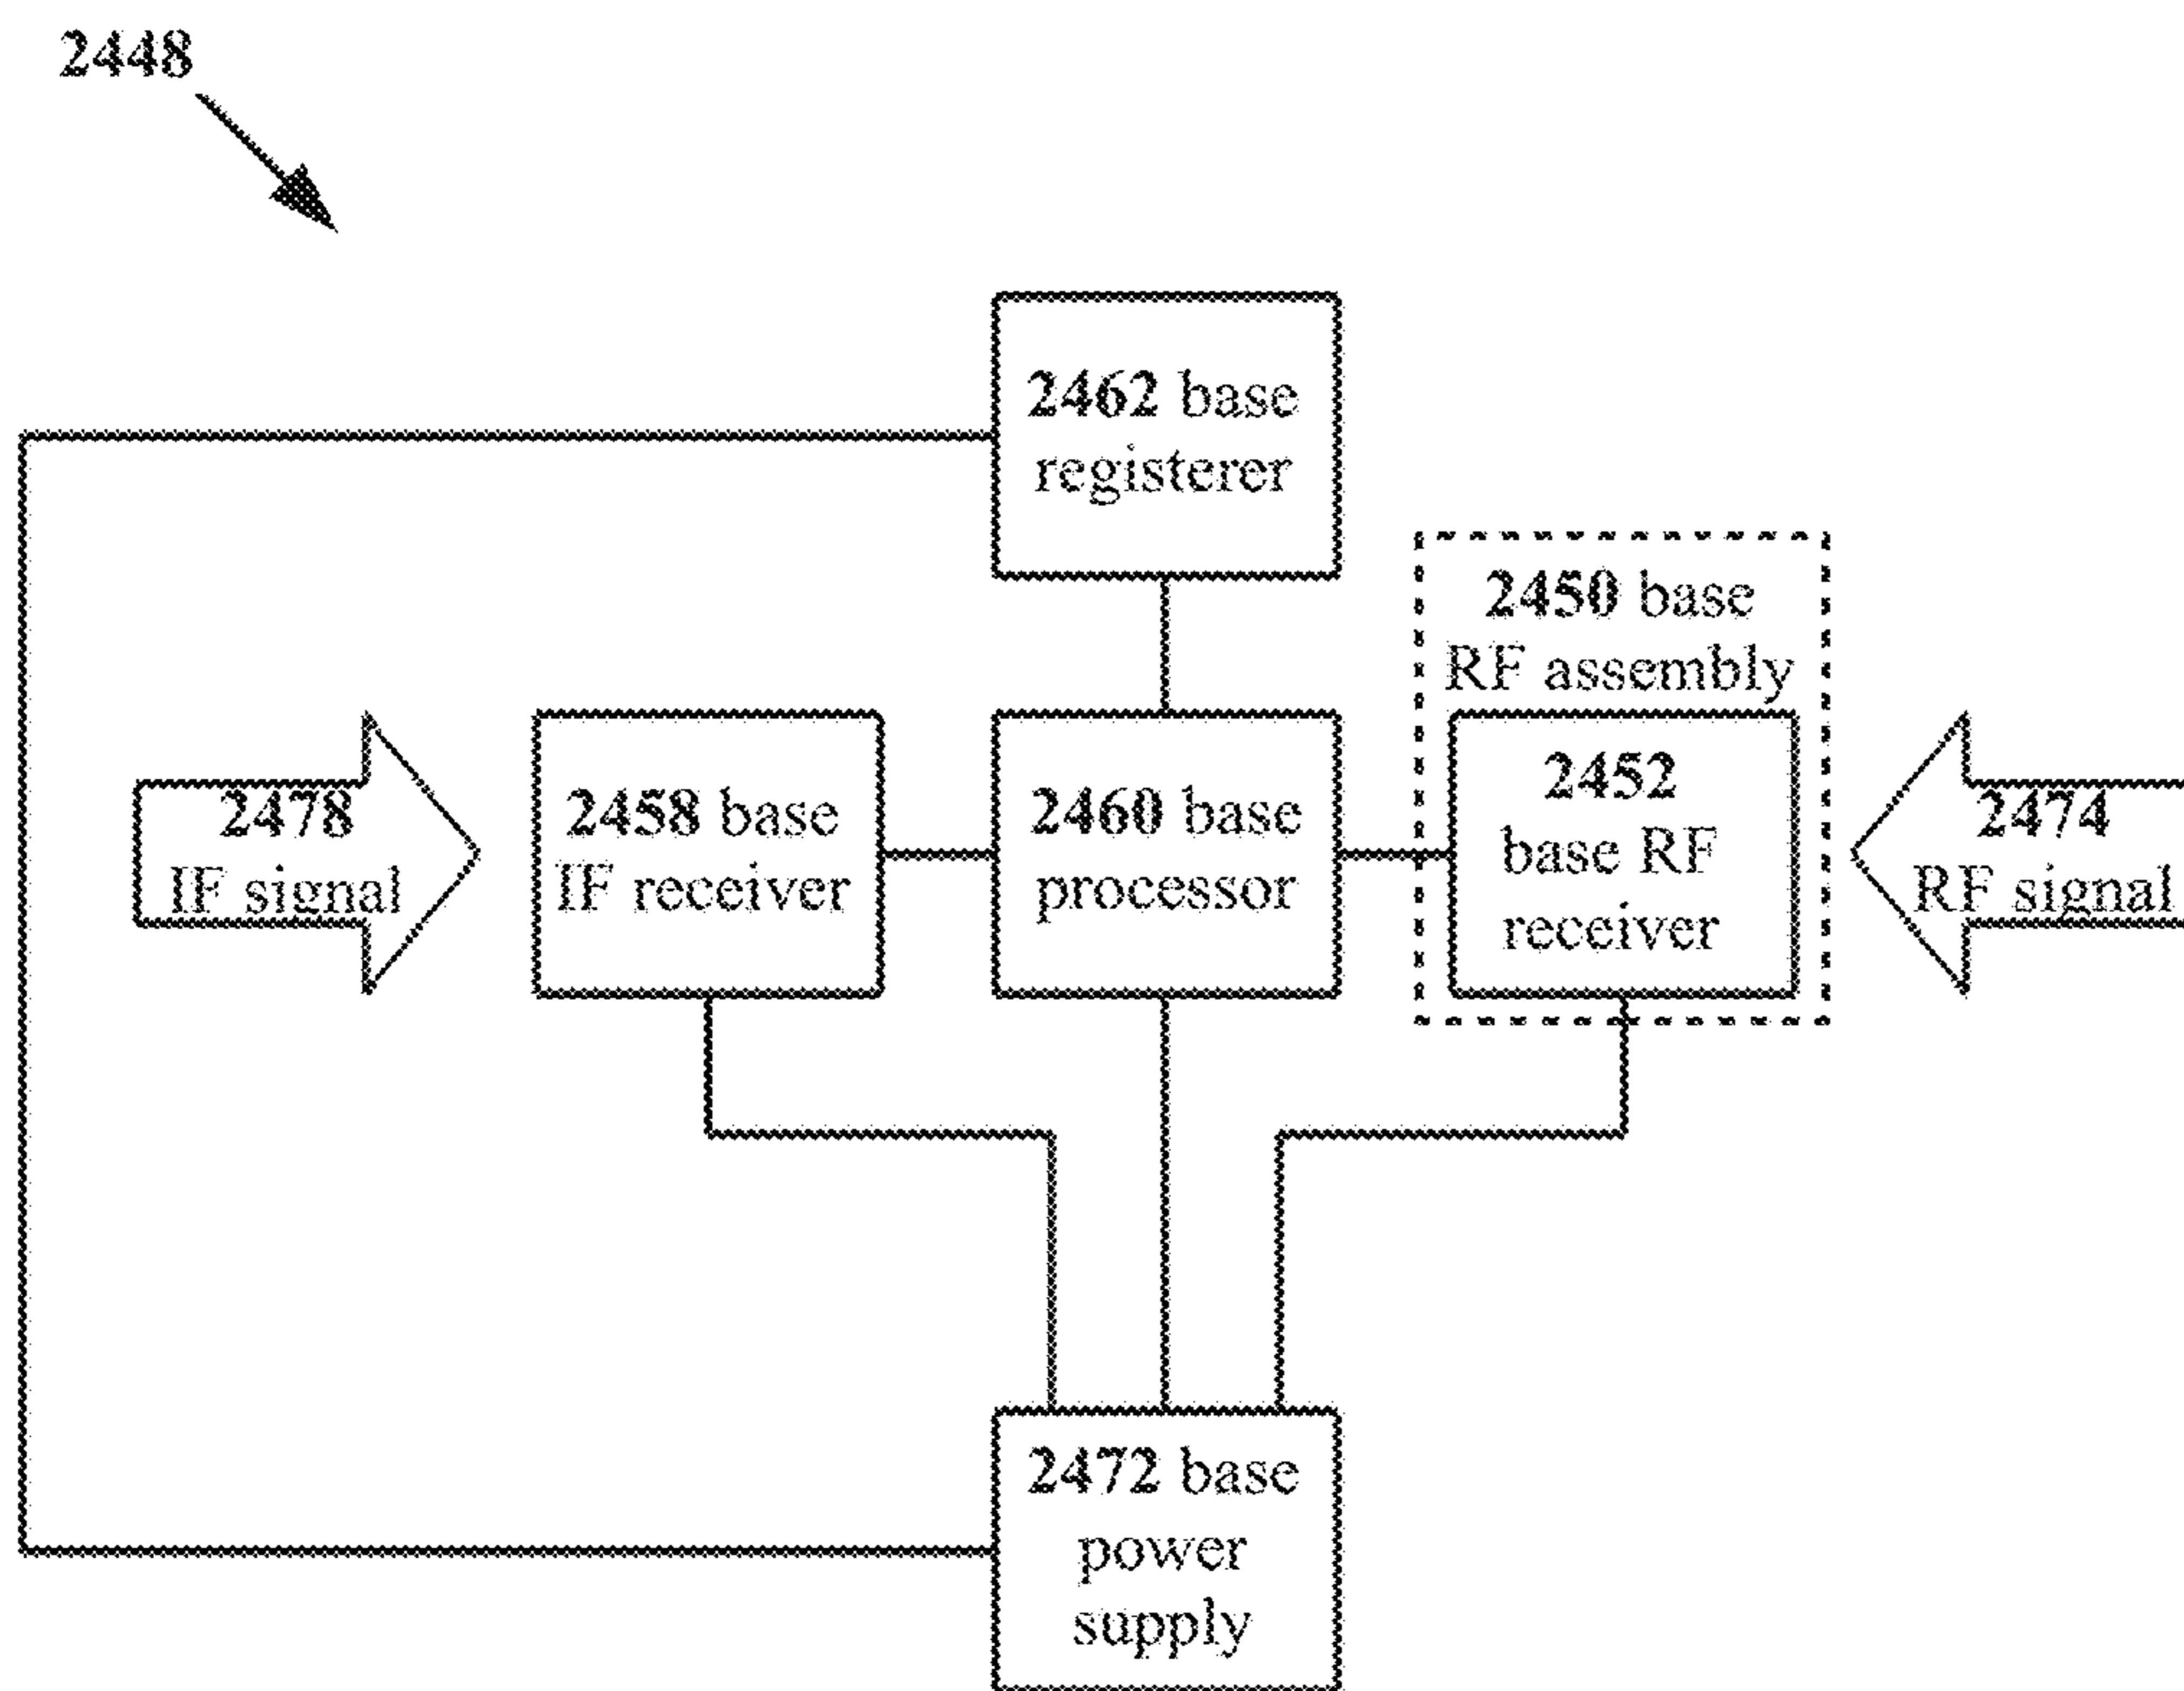 2448
2462 base
registerer
2450 base
RF assembly
2478
IF signal
2458 base
IF receiver
2460 base
processor
2452
base RF
receiver
2474
RF signal
2472 base
power
supply